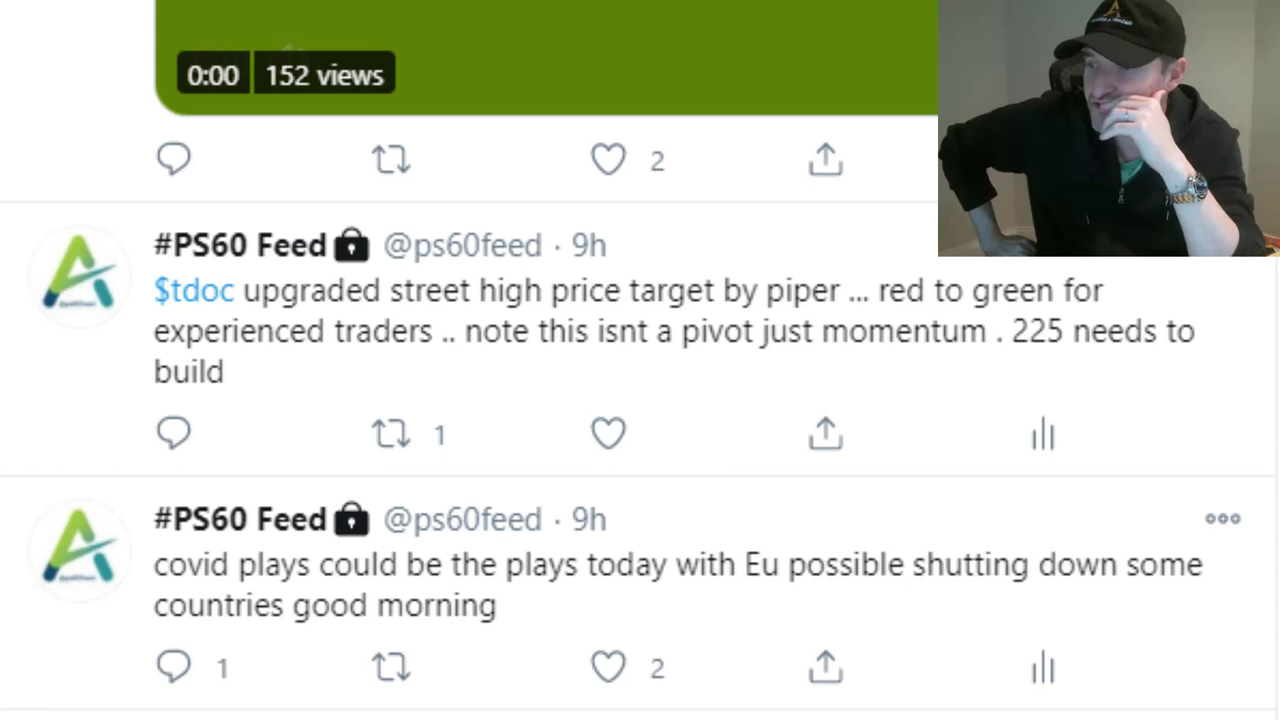 0:00 152 views
2
#PS60 Feed @ps60feed · 9h
$tdoc upgraded street high price target by piper ... red to green for
experienced traders .. note this isnt a pivot just momentum . 225 needs to
build
1
#PS60 Feed @ps60feed · 9h
covid plays could be the plays today with Eu possible shutting down some
countries good morning
1 2